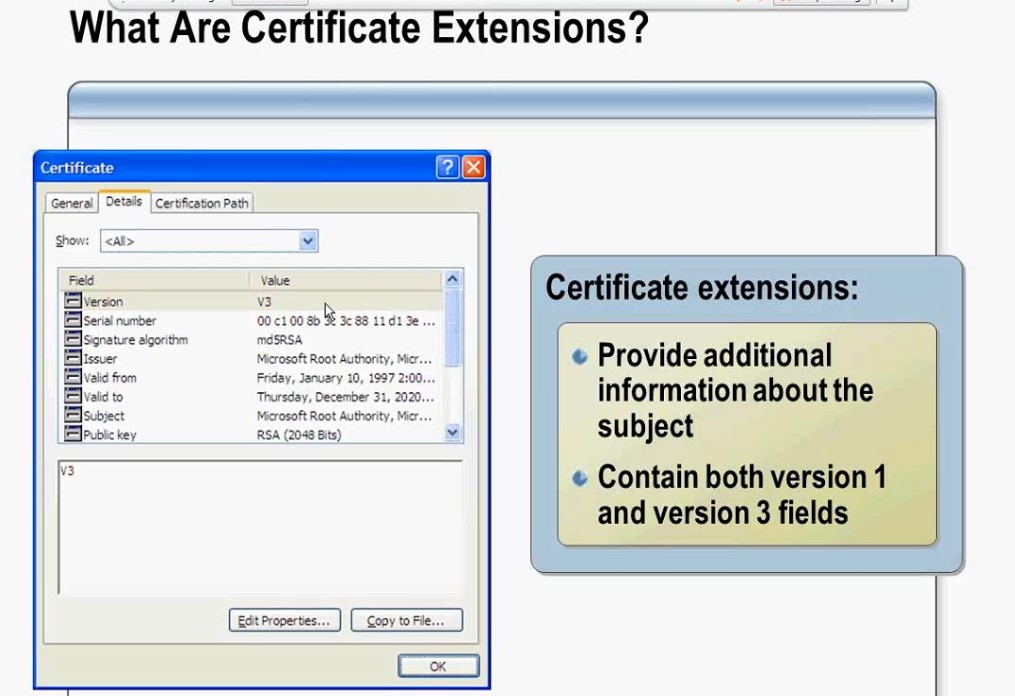 What Are Certificate Extensions?
Certificate
General Details Certification Path
Show: <All>
Field Value
Version V3
Serial number 00 c1 00 8b 3c 3c 88 11 d1 3e ...
Signature algorithm md5RSA
Issuer Microsoft Root Authority, Micr...
Valid from Friday, January 10, 1997 2:00...
Valid to Thursday, December 31, 2020...
Subject Microsoft Root Authority, Micr...
Public key RSA (2048 Bits)
V3
Edit Properties... Copy to File...
OK
Certificate extensions:
Provide additional
information about the
subject
Contain both version 1
and version 3 fields